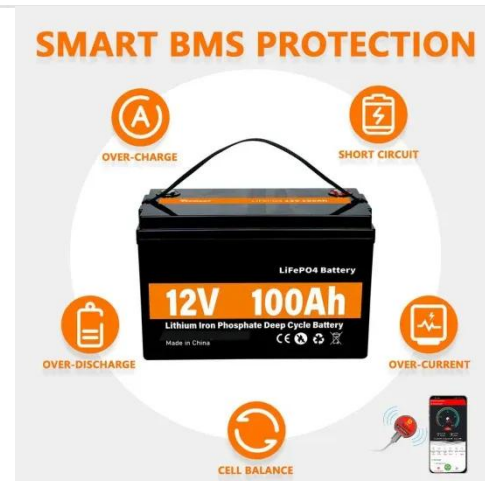 SMART BMS PROTECTION
OVER-CHARGE
SHORT CIRCUIT
LiFePO4 Battery
12V 100Ah
Lithium Iron Phosphate Deep Cycle Battery
Made in China
CE
OVER-DISCHARGE
OVER-CURRENT
CELL BALANCE